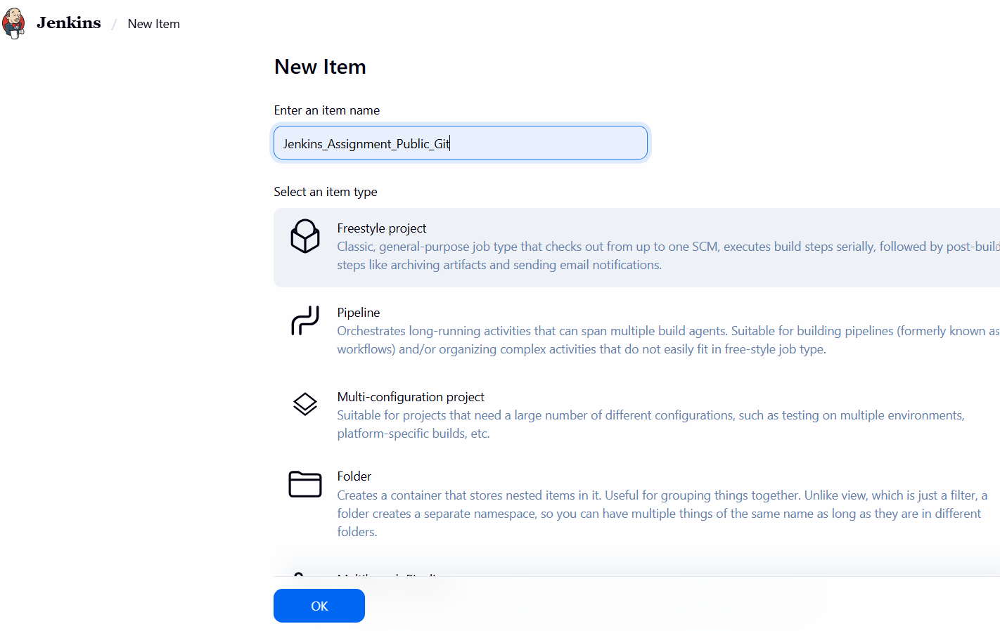 Jenkins / New Item
New Item
Enter an item name
Jenkins_Assignment_Public_Git
Select an item type
Freestyle project
Classic, general-purpose job type that checks out from up to one SCM, executes build steps serially, followed by post-build
steps like archiving artifacts and sending email notifications.
Pipeline
Orchestrates long-running activities that can span multiple build agents. Suitable for building pipelines (formerly known as
workflows) and/or organizing complex activities that do not easily fit in free-style job type.
Multi-configuration project
Suitable for projects that need a large number of different configurations, such as testing on multiple environments,
platform-specific builds, etc.
Folder
Creates a container that stores nested items in it. Useful for grouping things together. Unlike view, which is just a filter, a
folder creates a separate namespace, so you can have multiple things of the same name as long as they are in different
folders.
OK